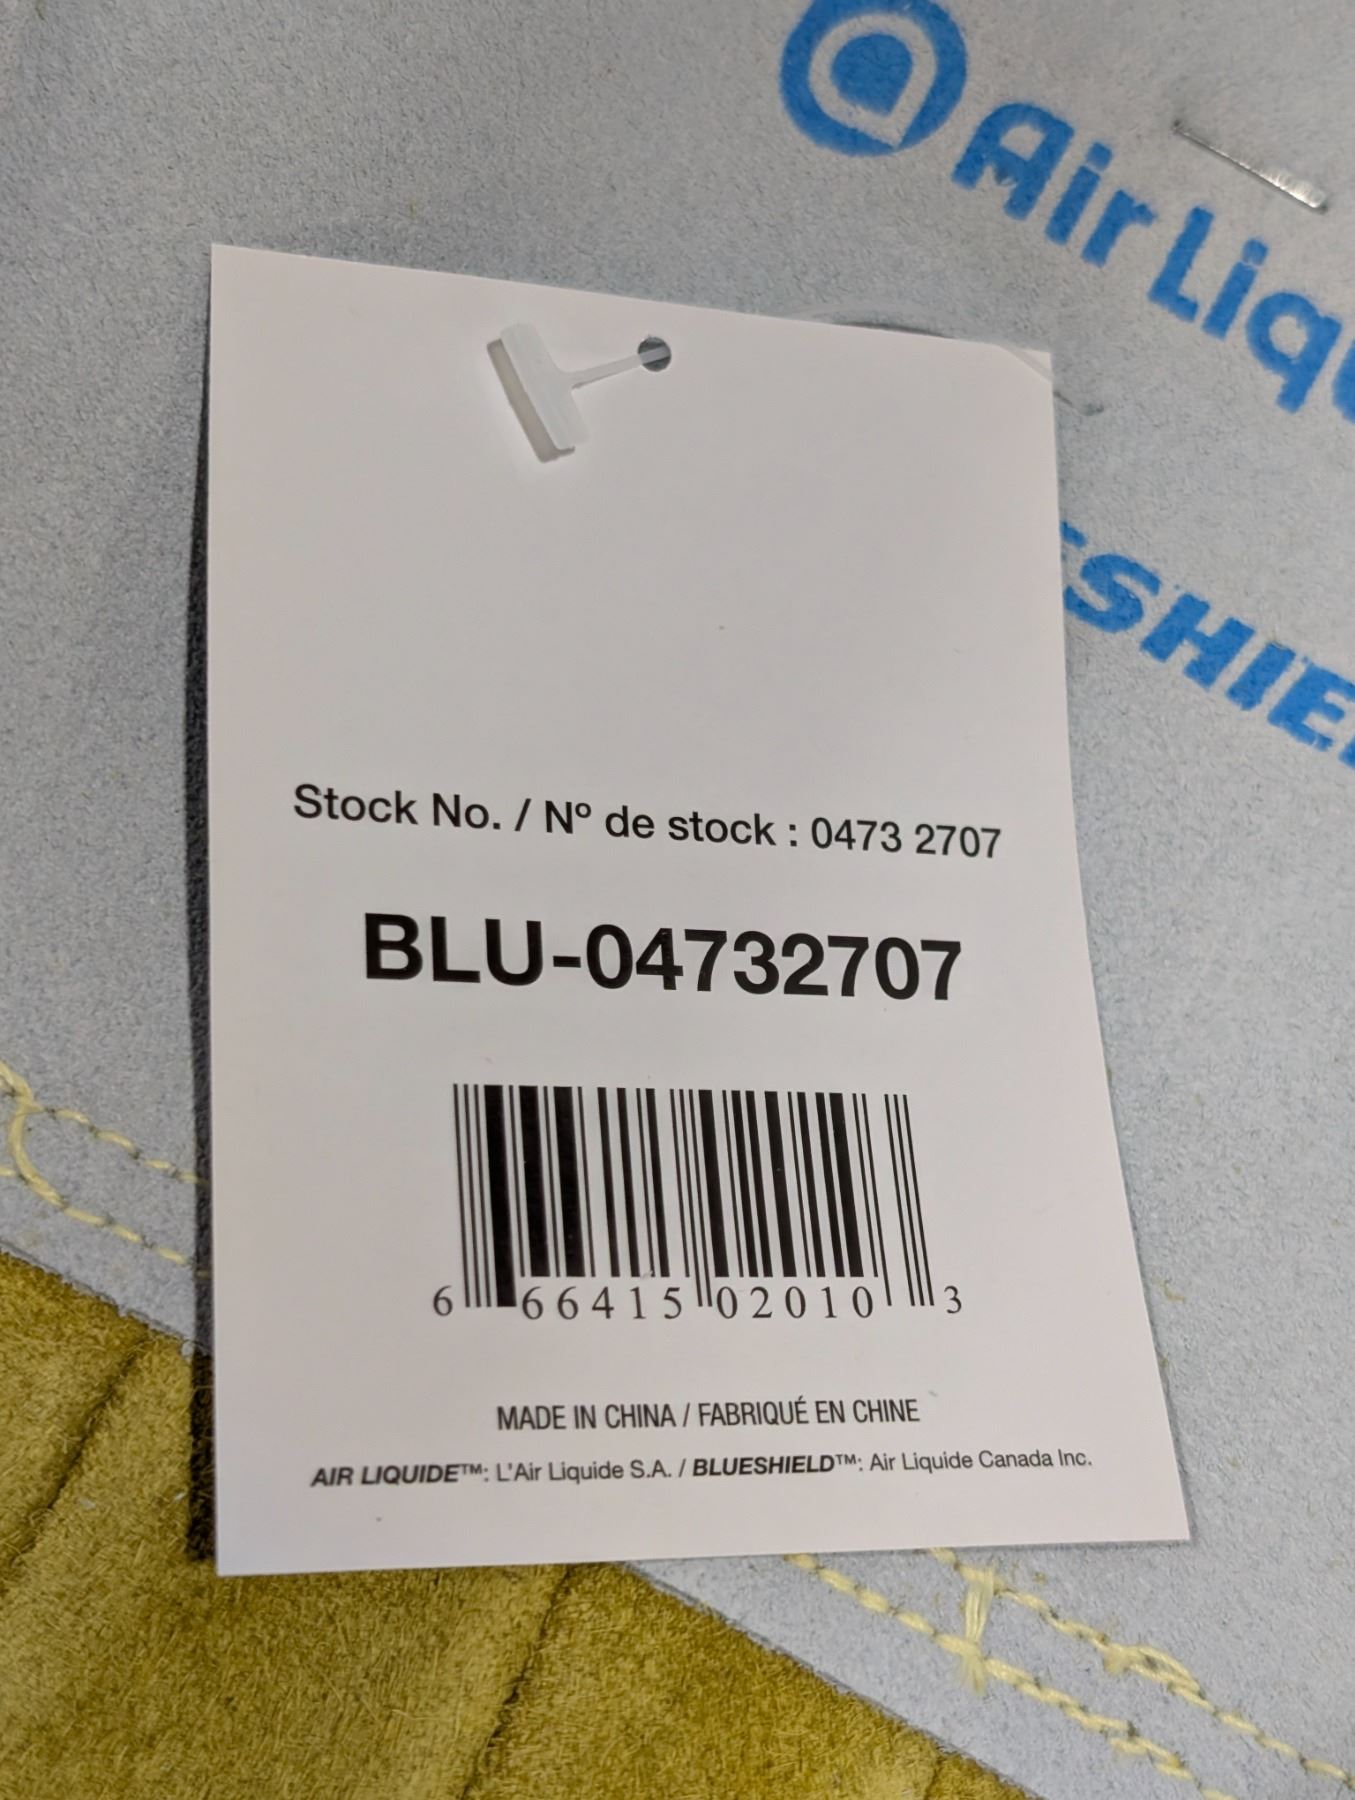 Air Liqu
SHIE
Stock No. / Nº de stock : 0473 2707
BLU-04732707
6 66415 02010 3
MADE IN CHINA / FABRIQUÉ EN CHINE
AIR LIQUIDE™: L'Air Liquide S.A. / BLUESHIELD™: Air Liquide Canada Inc.